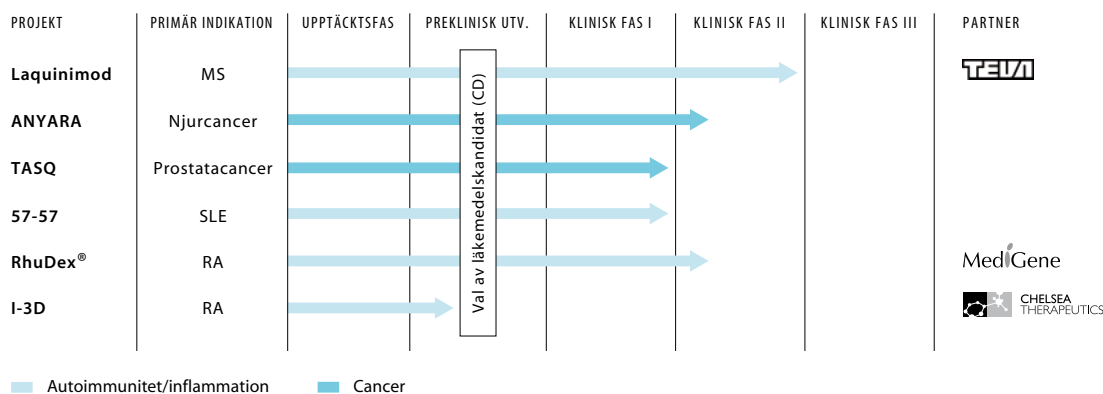 PROJEKT PRIMÄR INDIKATION UPPTÄCKTSFAS PREKLINISK UTV. KLINISK FAS I KLINISK FAS II KLINISK FAS III PARTNER
Laquinimod MS TEVA
ANYARA Njurcancer
TASQ Prostatacancer
57-57 SLE
RhuDex® RA MediGene
I-3D RA CHELSEA
THERAPEUTICS
Val av läkemedelskandidat (CD)
Autoimmunitet/inflammation Cancer